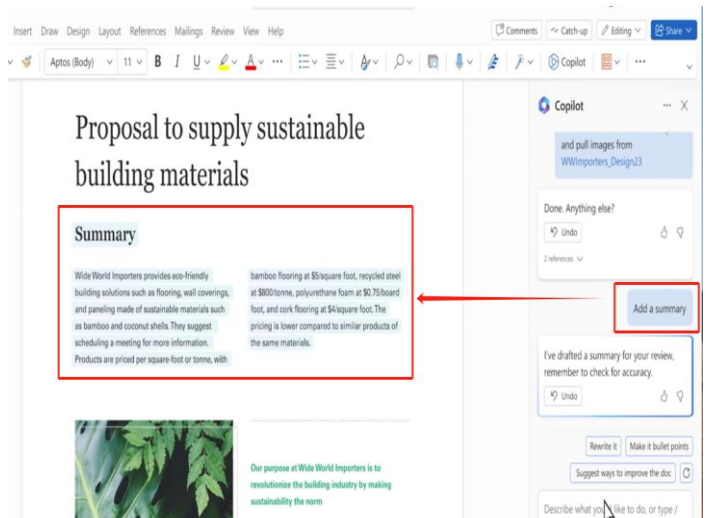 Insert Draw Design Layout References Mailings Review View Help
Comments Catch-up Editing Share
Aptos (Body) 11 B I U A Copilot
Proposal to supply sustainable
building materials
Summary
Wide World Importers provides eco-friendly
building solutions such as flooring, wall coverings,
and paneling made of sustainable materials such
as bamboo and coconut shells. They suggest
scheduling a meeting for more information.
Products are priced per square-foot or tonne, with
bamboo flooring at $5/square foot, recycled steel
at $800/tonne, polyurethane foam at $0.75/board
foot, and cork flooring at $4/square foot. The
pricing is lower compared to similar products of
the same materials.
Our purpose at Wide World Importers is to
revolutionize the building industry by making
sustainability the norm
Copilot
and pull images from
WWImporters_Design23
Done. Anything else?
Undo
2 references
Add a summary
I've drafted a summary for your review,
remember to check for accuracy.
Undo
Rewrite it Make it bullet points
Suggest ways to improve the doc
Describe what you like to do, or type /